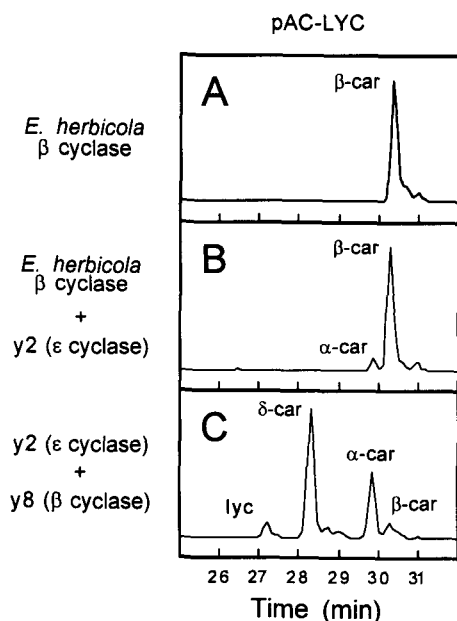 pAC-LYC
A
β-car
E. herbicola
β cyclase
B
β-car
α-car
E. herbicola
β cyclase
+
y2 (ε cyclase)
C
δ-car
α-car
lyc
β-car
y2 (ε cyclase)
+
y8 (β cyclase)
26 27 28 29 30 31
Time (min)